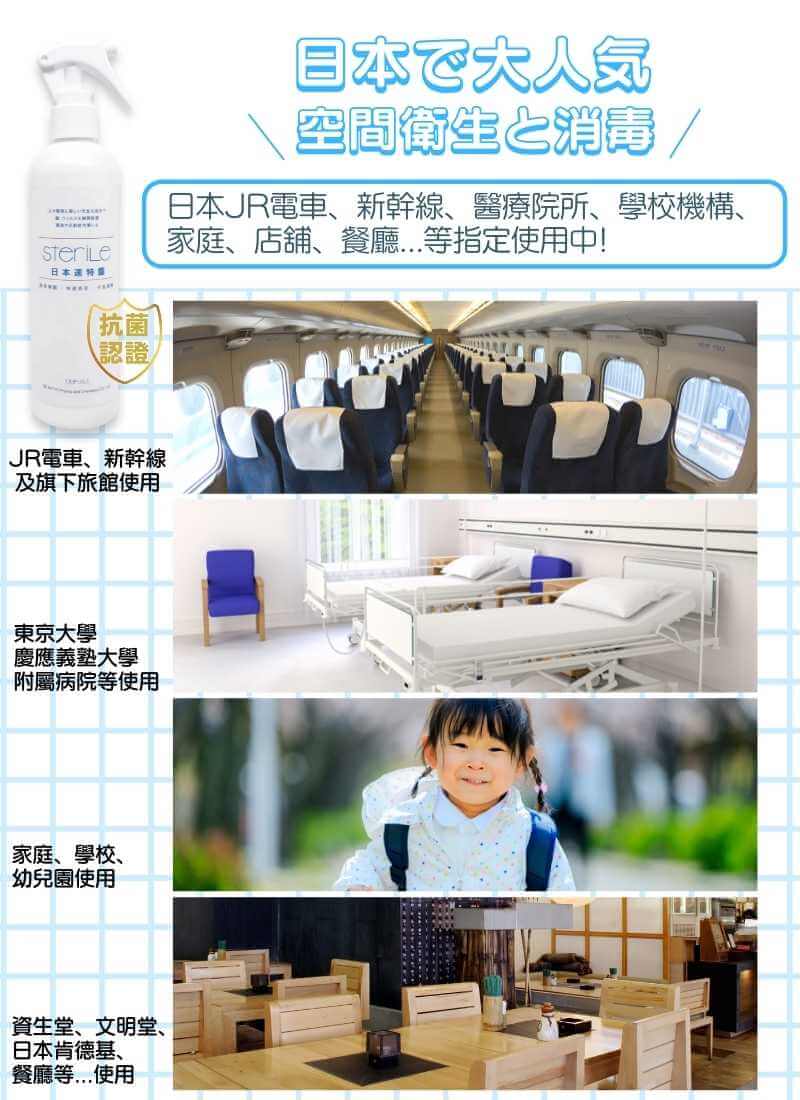 日本で大人気
空間衛生と消毒
日本JR電車、新幹線、醫療院所、學校機構、
家庭、店舖、餐廳...等指定使用中!
SteriLe
日本速特靈
抗菌
認證
JR電車、新幹線
及旗下旅館使用
東京大學
慶應義塾大學
附屬病院等使用
家庭、學校、
幼兒園使用
資生堂、文明堂、
日本肯德基、
餐廳等...使用